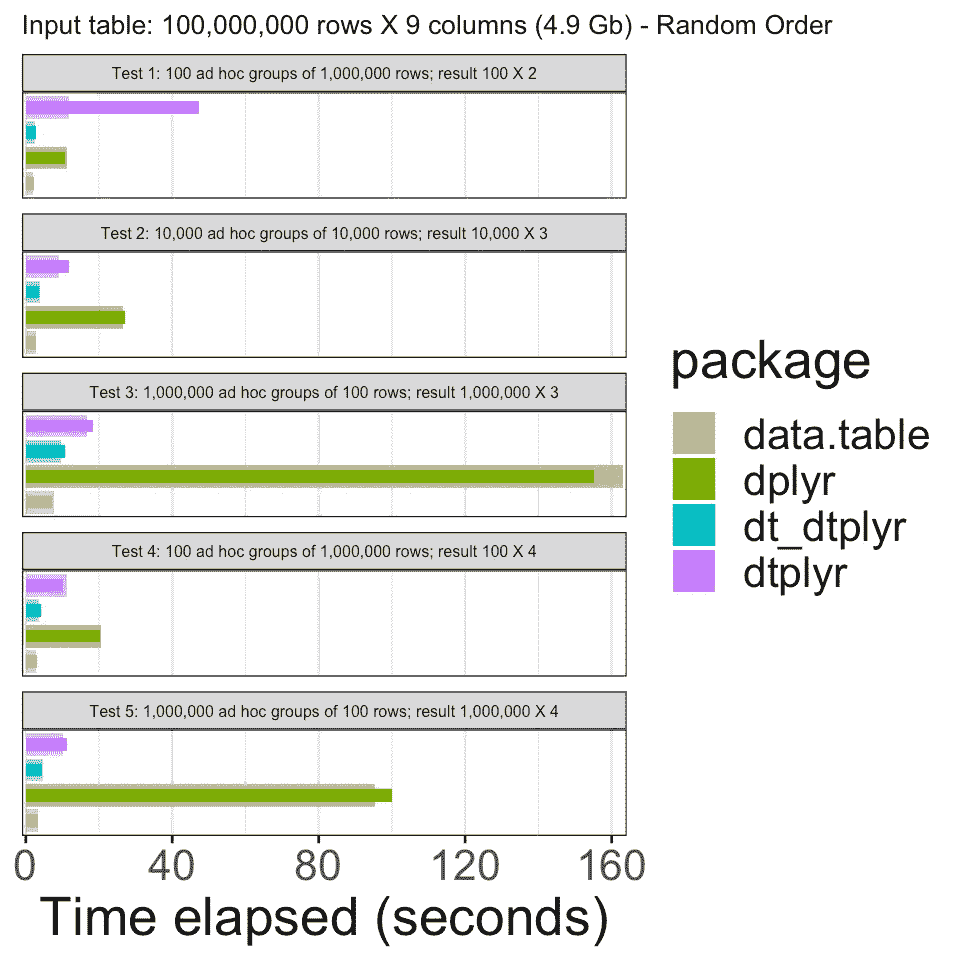 Input table: 100,000,000 rows X 9 columns (4.9 Gb) - Random Order
Test 1: 100 ad hoc groups of 1,000,000 rows; result 100 X 2
Test 2: 10,000 ad hoc groups of 10,000 rows; result 10,000 X 3
Test 3: 1,000,000 ad hoc groups of 100 rows; result 1,000,000 X 3
Test 4: 100 ad hoc groups of 1,000,000 rows; result 100 X 4
Test 5: 1,000,000 ad hoc groups of 100 rows; result 1,000,000 X 4
0 40 80 120 160
Time elapsed (seconds)
package
data.table
dplyr
dt_dtplyr
dtplyr